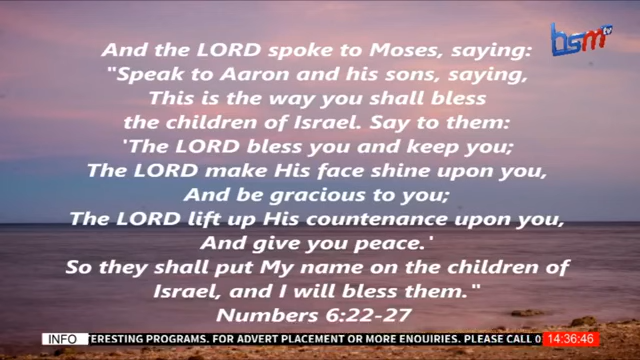 bsm tv
And the LORD spoke to Moses, saying:
"Speak to Aaron and his sons, saying,
This is the way you shall bless
the children of Israel. Say to them:
'The LORD bless you and keep you;
The LORD make His face shine upon you,
And be gracious to you;
The LORD lift up His countenance upon you,
And give you peace.'
So they shall put My name on the children of
Israel, and I will bless them."
Numbers 6:22-27
INFO TERESTING PROGRAMS. FOR ADVERT PLACEMENT OR MORE ENQUIRIES. PLEASE CALL 0 14:36:46